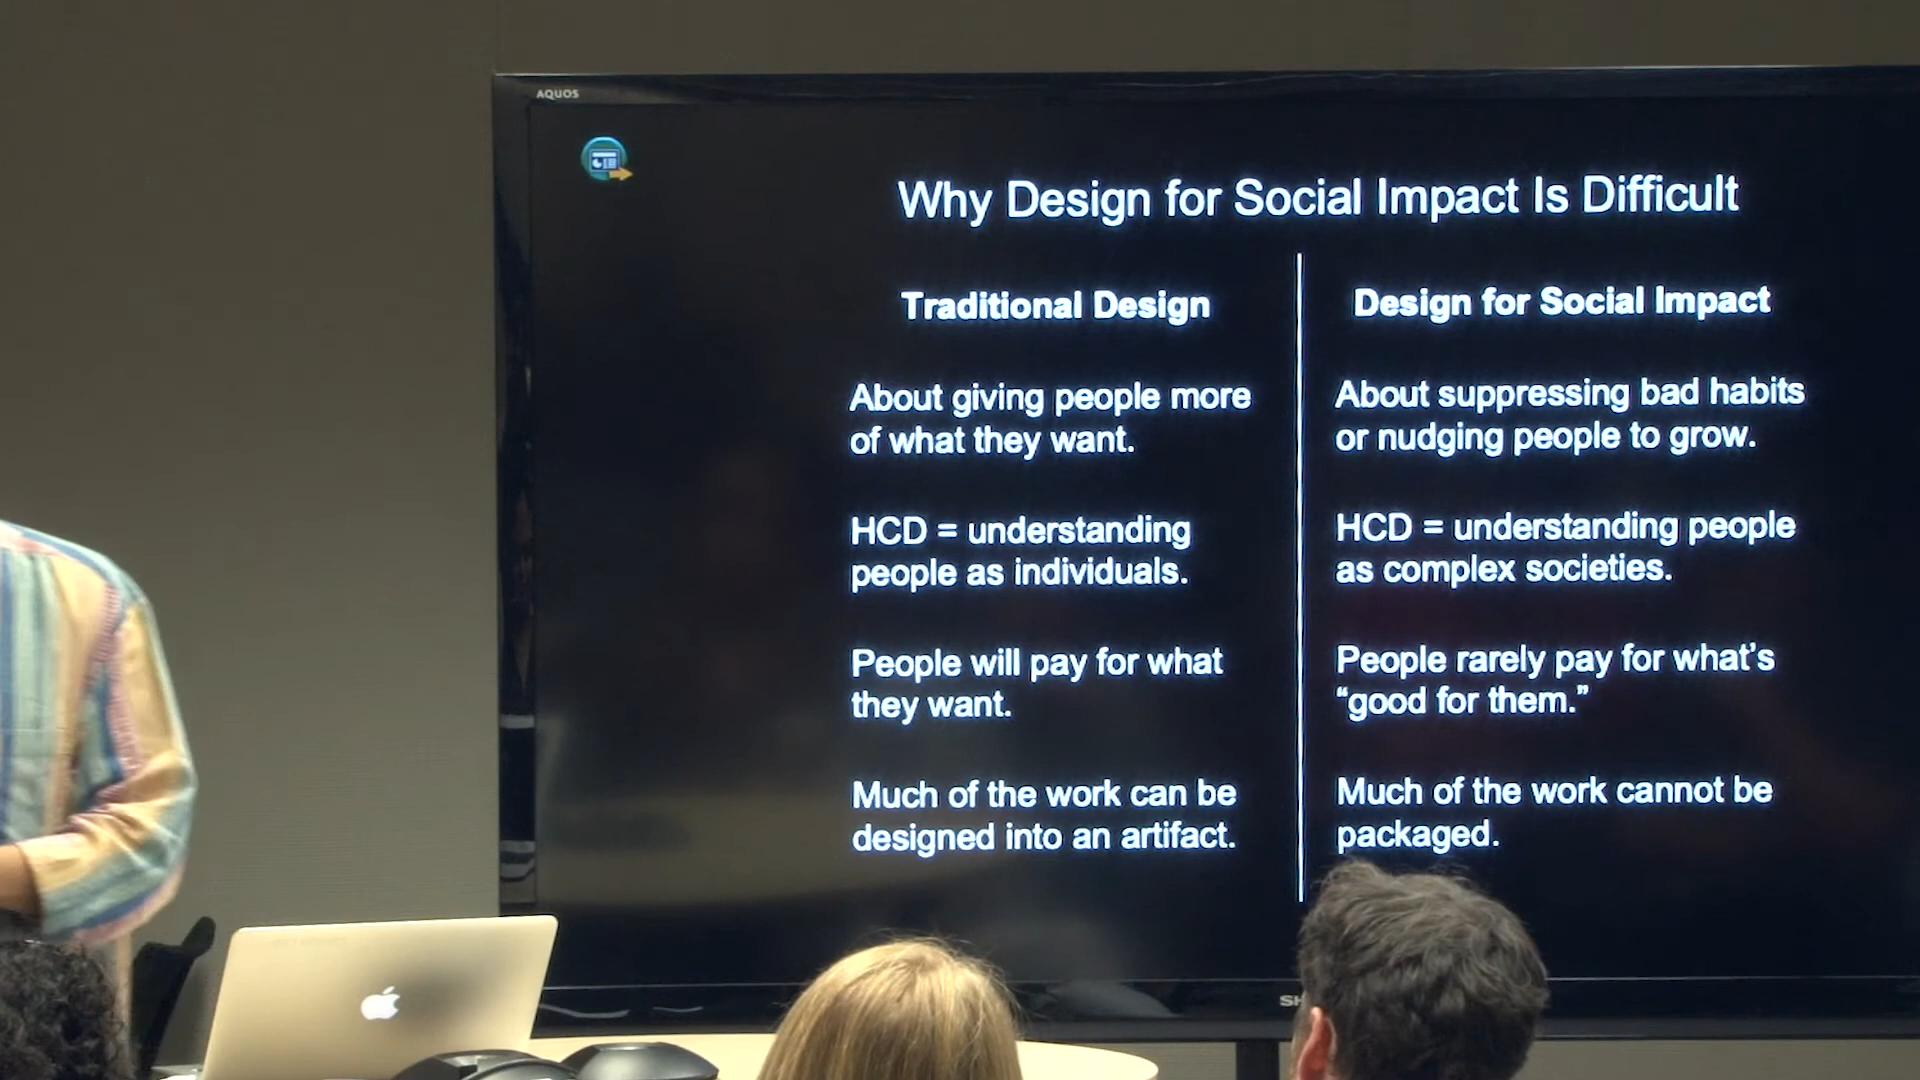 AQUOS
Why Design for Social Impact Is Difficult
Traditional Design
About giving people more
of what they want.
HCD = understanding
people as individuals.
People will pay for what
they want.
Much of the work can be
designed into an artifact.
Design for Social Impact
About suppressing bad habits
or nudging people to grow.
HCD = understanding people
as complex societies.
People rarely pay for what’s
“good for them.”
Much of the work cannot be
packaged.